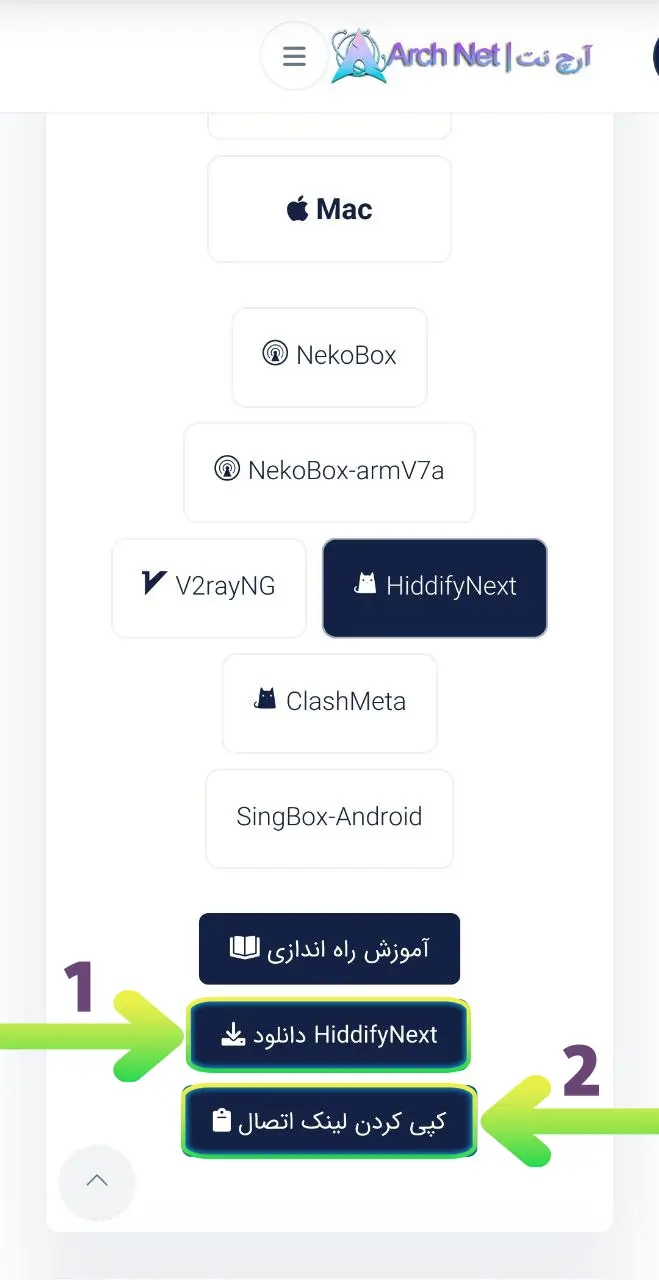 Arch Net | آرچ نت
Mac
NekoBox
NekoBox-armV7a
V2rayNG
HiddifyNext
ClashMeta
SingBox-Android
آموزش راه اندازی
1
دانلود HiddifyNext
2
کپی کردن لینک اتصال